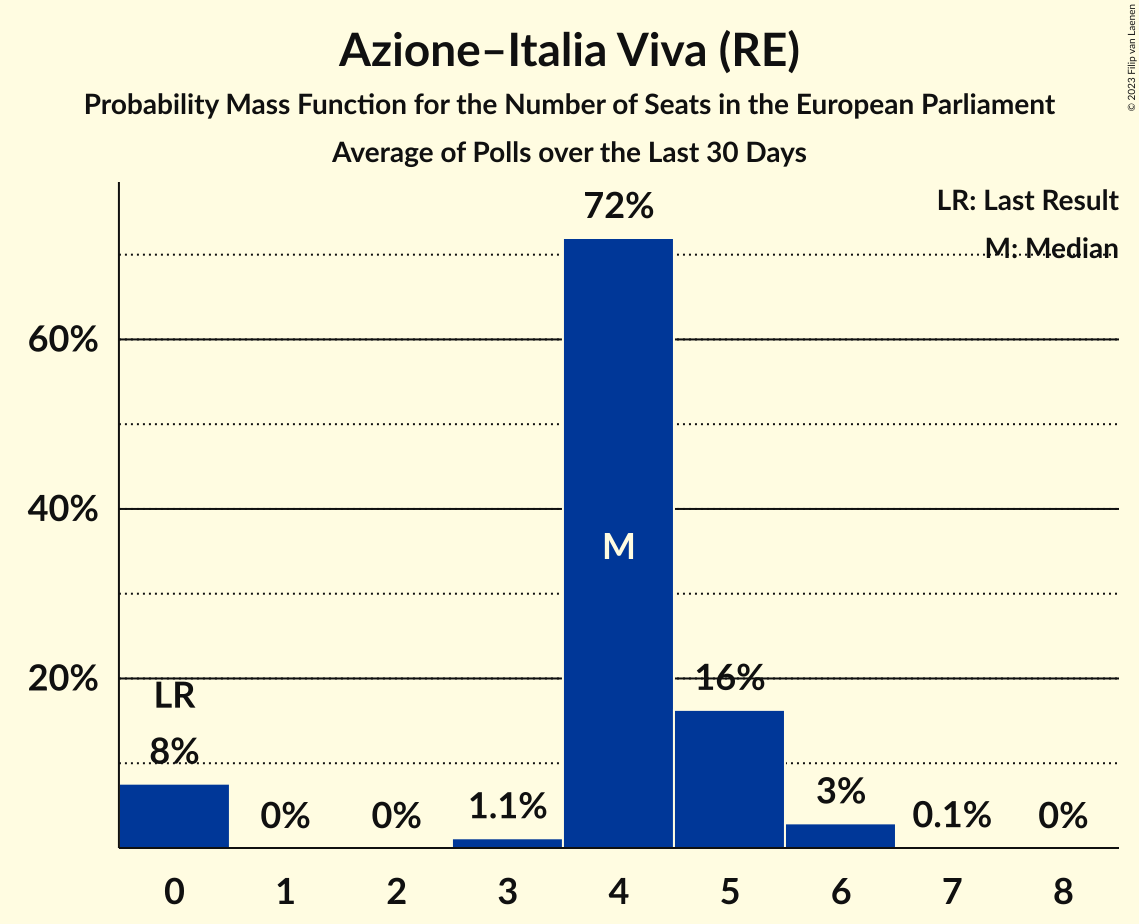 Azione–Italia Viva (RE)
Probability Mass Function for the Number of Seats in the European Parliament
Average of Polls over the Last 30 Days
© 2023 Filip van Laenen
LR: Last Result
M: Median
72%
60%
40%
20%
M
LR
8%
0%
0%
1.1%
16%
3%
0.1%
0%
0 1 2 3 4 5 6 7 8